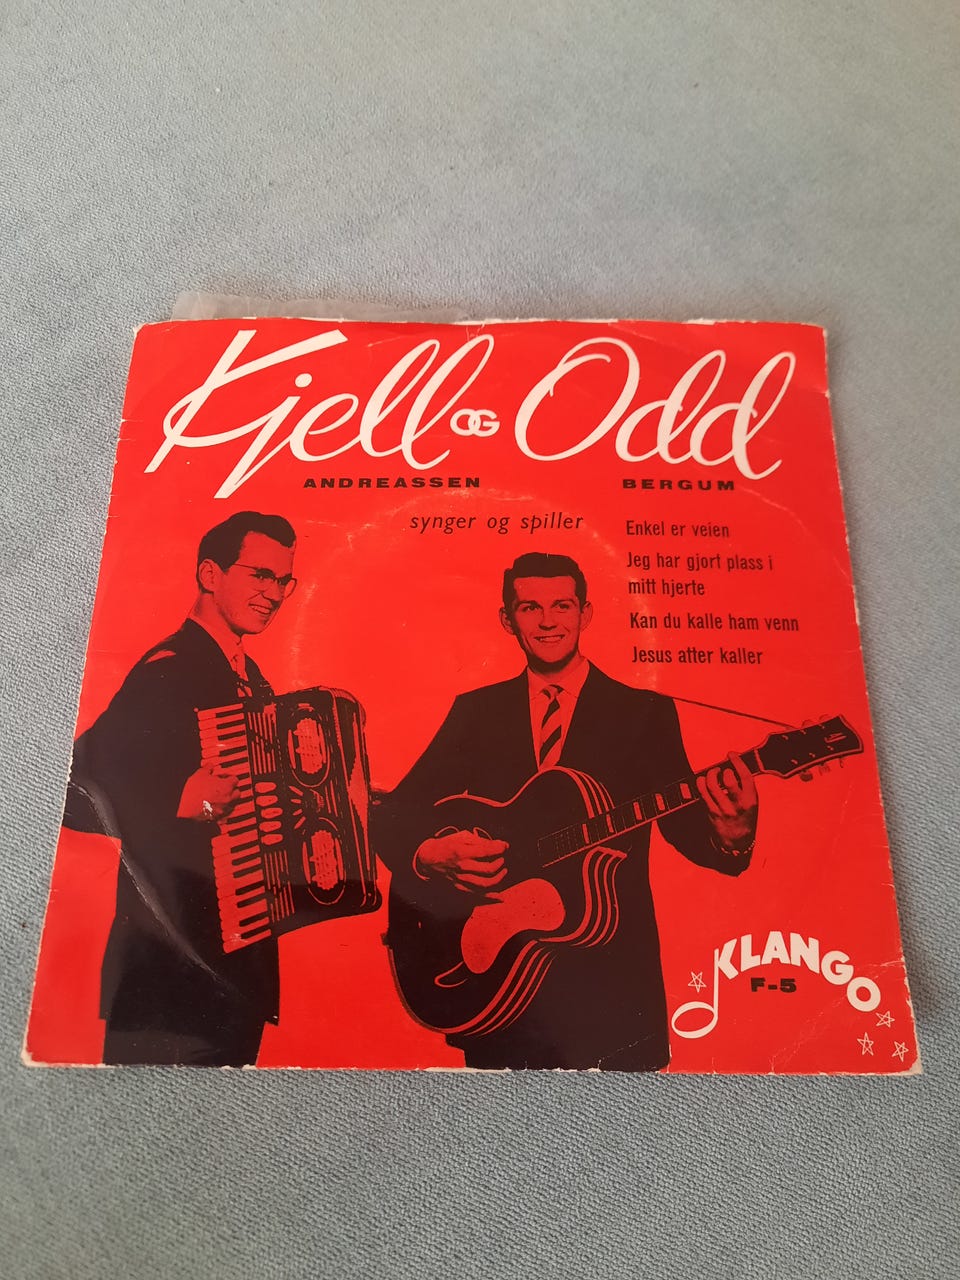 Kjell OG Odd
ANDREASSEN BERGUM
synger og spiller
Enkel er veien
Jeg har gjort plass i
mitt hjerte
Kan du kalle ham venn
Jesus atter kaller
KLANGO
F-5